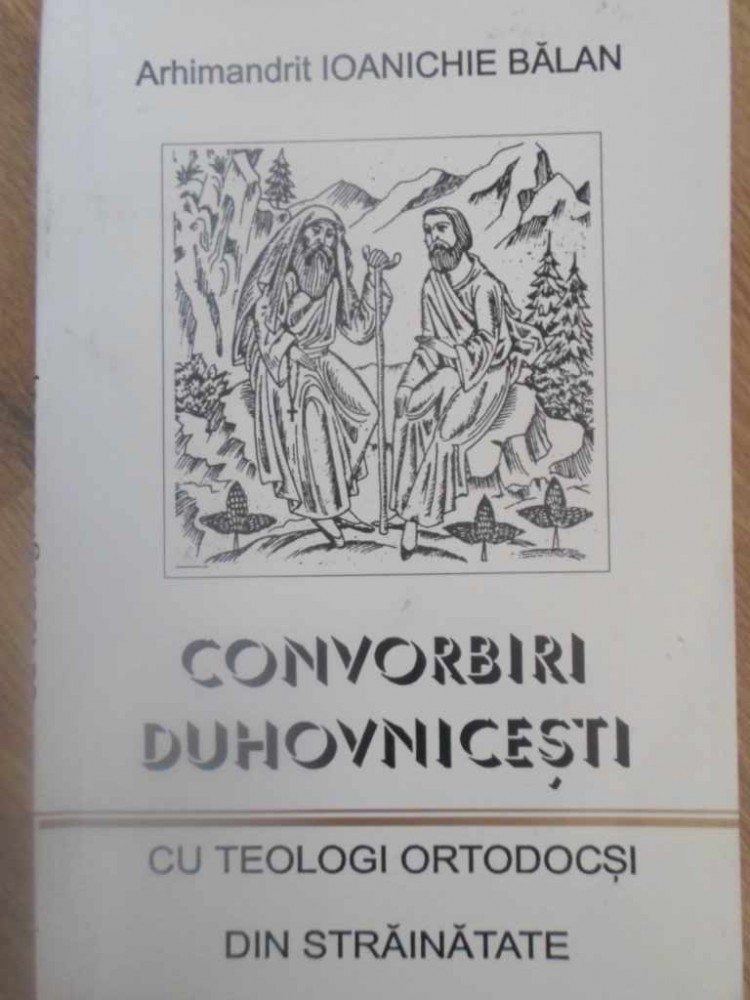 Arhimandrit IOANICHIE BĂLAN
CONVORBIRI
DUHOVNICEȘTI
CU TEOLOGI ORTODOCȘI
DIN STRĂINĂTATE